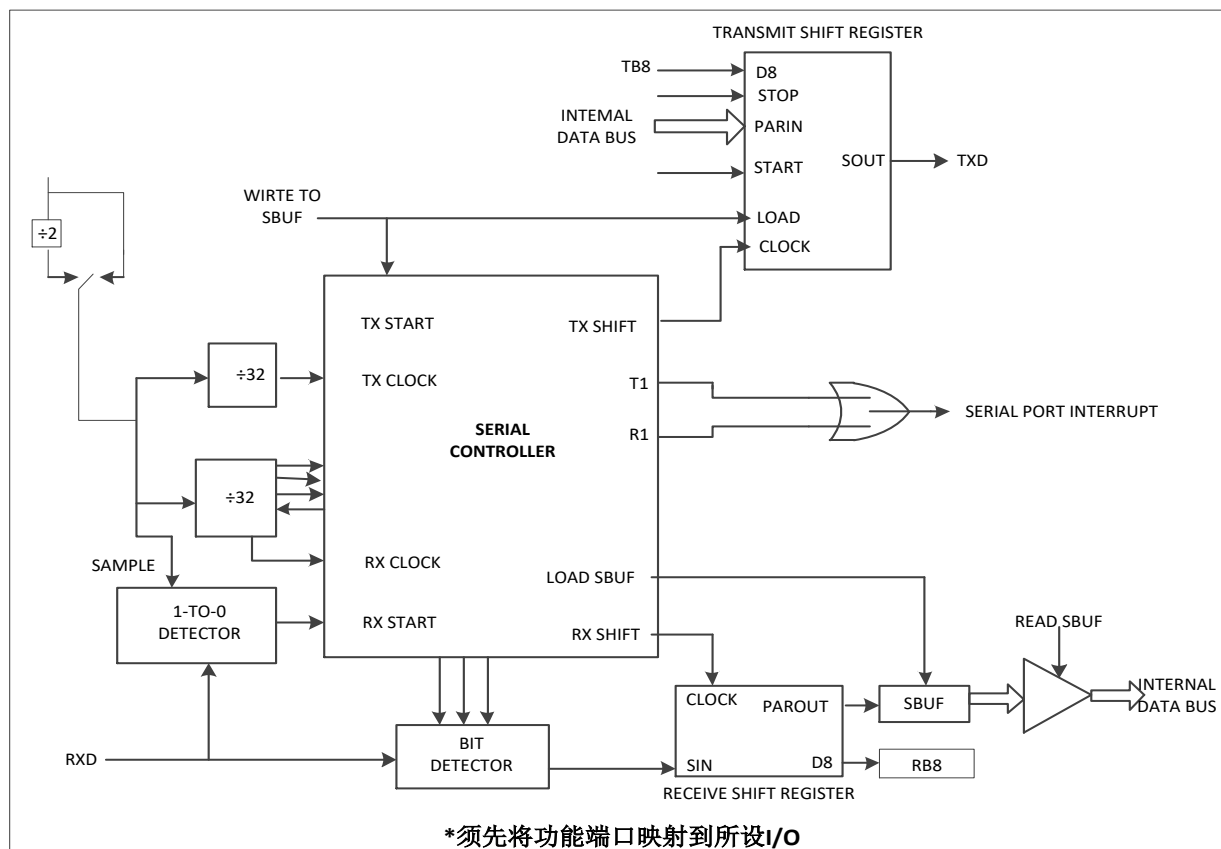 TRANSMIT SHIFT REGISTER
TB8
D8
STOP
INTEMAL
DATA BUS
PARIN
START
SOUT
TXD
WIRTE TO
SBUF
LOAD
CLOCK
÷2
TX START
TX SHIFT
÷32
TX CLOCK
T1
SERIAL PORT INTERRUPT
SERIAL
CONTROLLER
R1
÷32
SAMPLE
RX CLOCK
LOAD SBUF
1-TO-0
DETECTOR
RX START
RX SHIFT
READ SBUF
CLOCK
PAROUT
SBUF
INTERNAL
DATA BUS
RXD
BIT
DETECTOR
SIN
D8
RB8
RECEIVE SHIFT REGISTER
*须先将功能端口映射到所设I/O